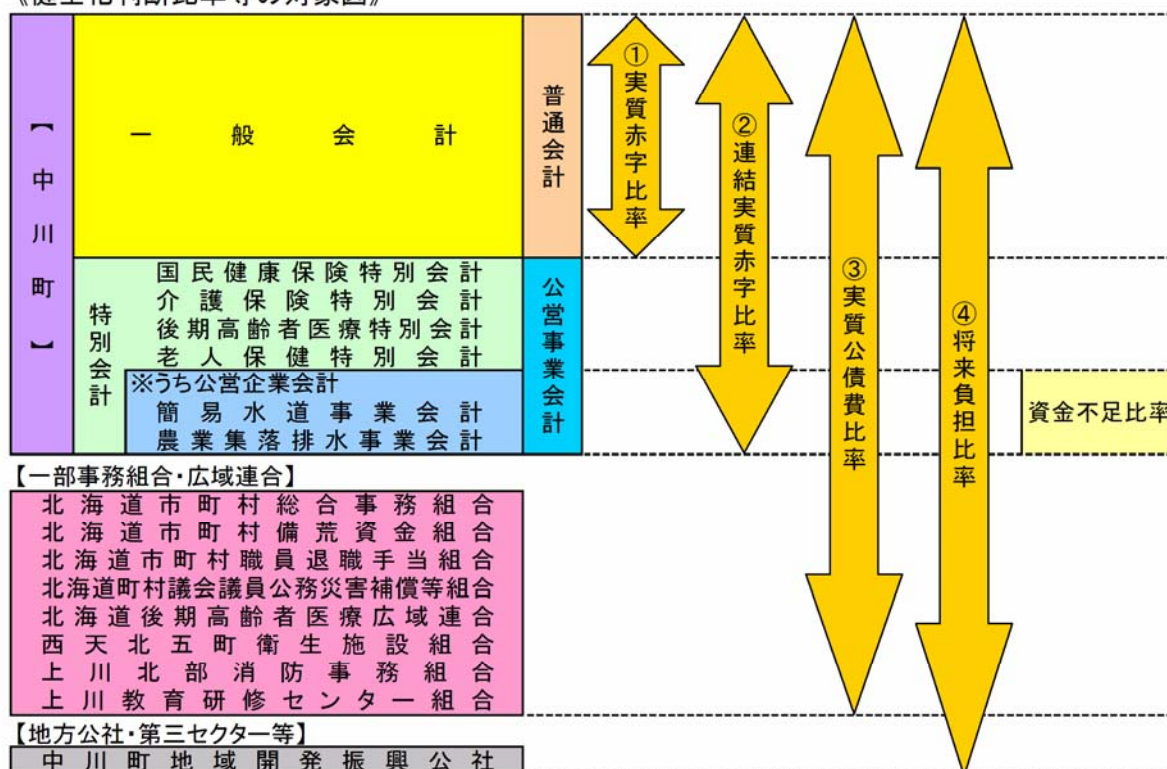 《健全化判断比率等の対象図》
【中川町】
一般会計
普通会計
特別会計
国民健康保険特別会計
介護保険特別会計
後期高齢者医療特別会計
老人保健特別会計
※うち公営企業会計
簡易水道事業会計
農業集落排水事業会計
公営事業会計
①実質赤字比率
②連結実質赤字比率
③実質公債費比率
④将来負担比率
資金不足比率
【一部事務組合・広域連合】
北海道市町村総合事務組合
北海道市町村備荒資金組合
北海道市町村職員退職手当組合
北海道町村議会議員公務災害補償等組合
北海道後期高齢者医療広域連合
西天北五町衛生施設組合
上川北部消防事務組合
上川教育研修センター組合
【地方公社・第三セクター等】
中川町地域開発振興公社